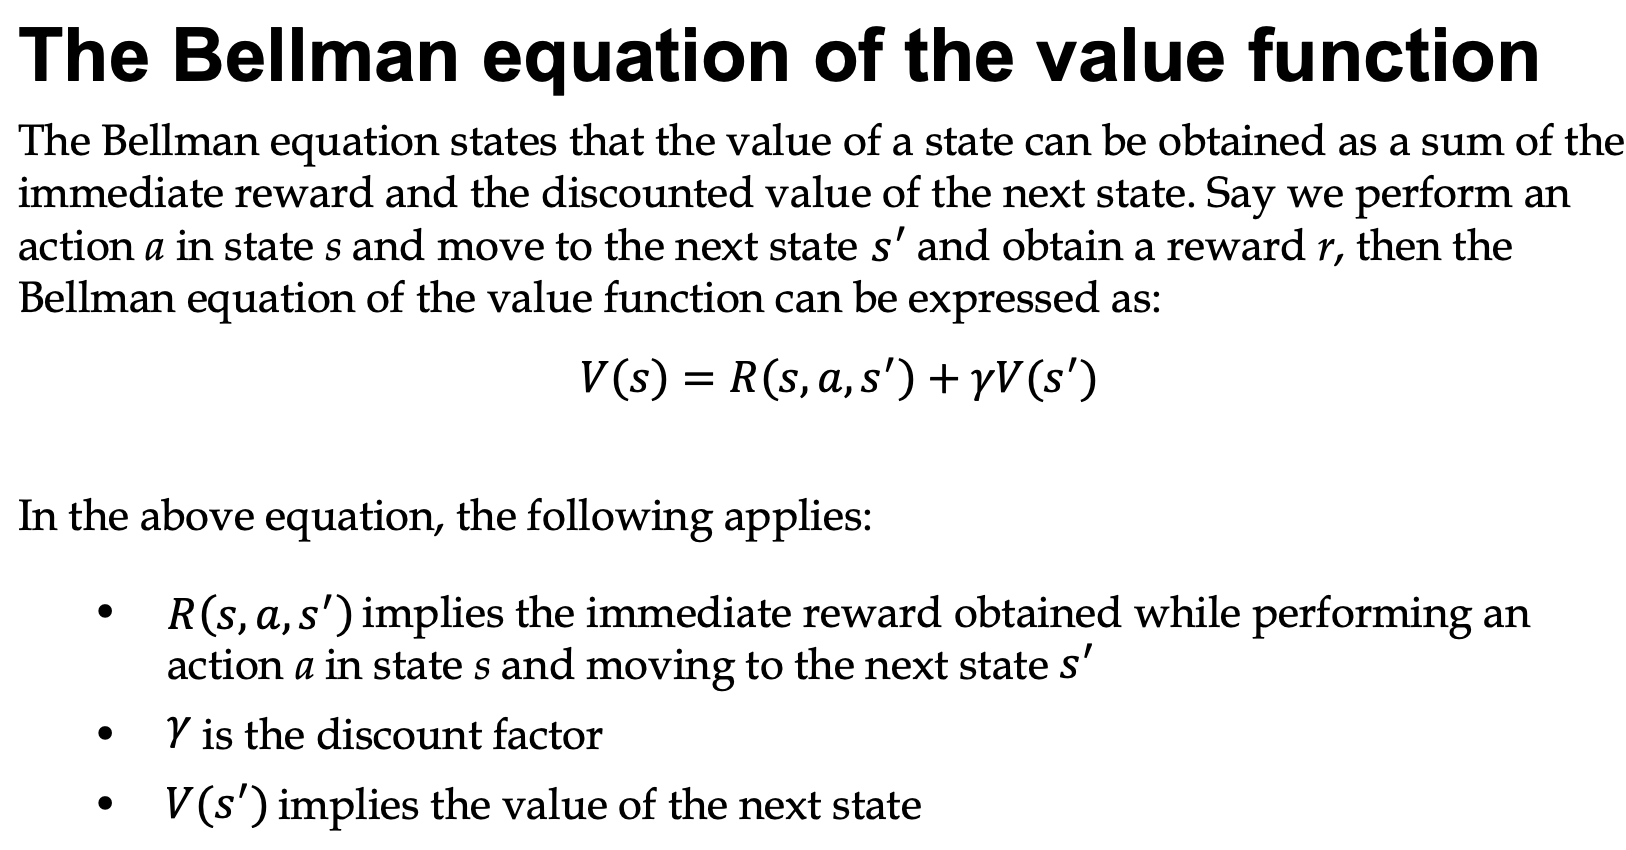 The Bellman equation of the value function
The Bellman equation states that the value of a state can be obtained as a sum of the
immediate reward and the discounted value of the next state. Say we perform an
action a in state s and move to the next state s′ and obtain a reward r, then the
Bellman equation of the value function can be expressed as:
V(s) = R(s, a, s′) + γV(s′)
In the above equation, the following applies:
• R(s, a, s′) implies the immediate reward obtained while performing an
action a in state s and moving to the next state s′
• γ is the discount factor
• V(s′) implies the value of the next state